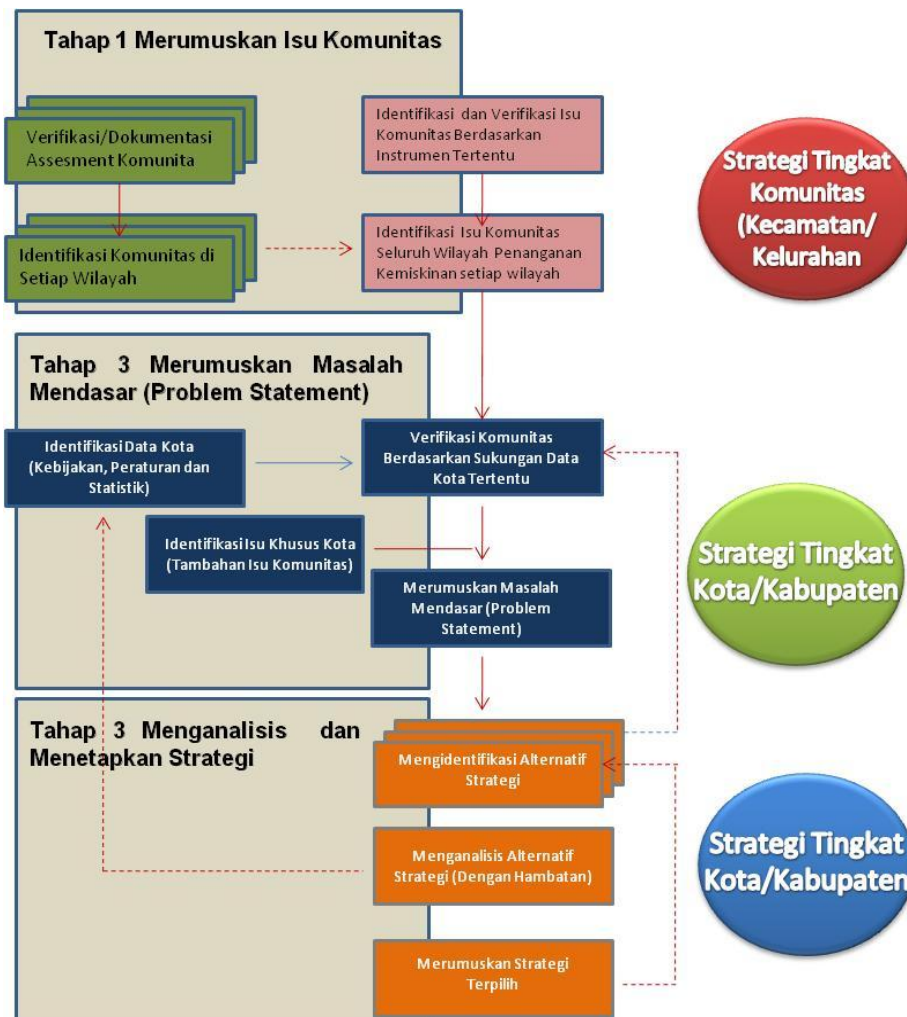 Tahap 1 Merumuskan Isu Komunitas
Verifikasi/Dokumentasi
Assesment Komunita
Identifikasi dan Verifikasi Isu
Komunitas Berdasarkan
Instrumen Tertentu
Identifikasi Komunitas di
Setiap Wilayah
Identifikasi Isu Komunitas
Seluruh Wilayah Penanganan
Kemiskinan setiap wilayah
Strategi Tingkat
Komunitas
(Kecamatan/
Kelurahan
Tahap 3 Merumuskan Masalah
Mendasar (Problem Statement)
Identifikasi Data Kota
(Kebijakan, Peraturan dan
Statistik)
Verifikasi Komunitas
Berdasarkan Sukungan Data
Kota Tertentu
Identifikasi Isu Khusus Kota
(Tambahan Isu Komunitas)
Merumuskan Masalah
Mendasar (Problem
Statement)
Strategi Tingkat
Kota/Kabupaten
Tahap 3 Menganalisis dan
Menetapkan Strategi
Mengidentifikasi Alternatif
Strategi
Menganalisis Alternatif
Strategi (Dengan Hambatan)
Merumuskan Strategi
Terpilih
Strategi Tingkat
Kota/Kabupaten